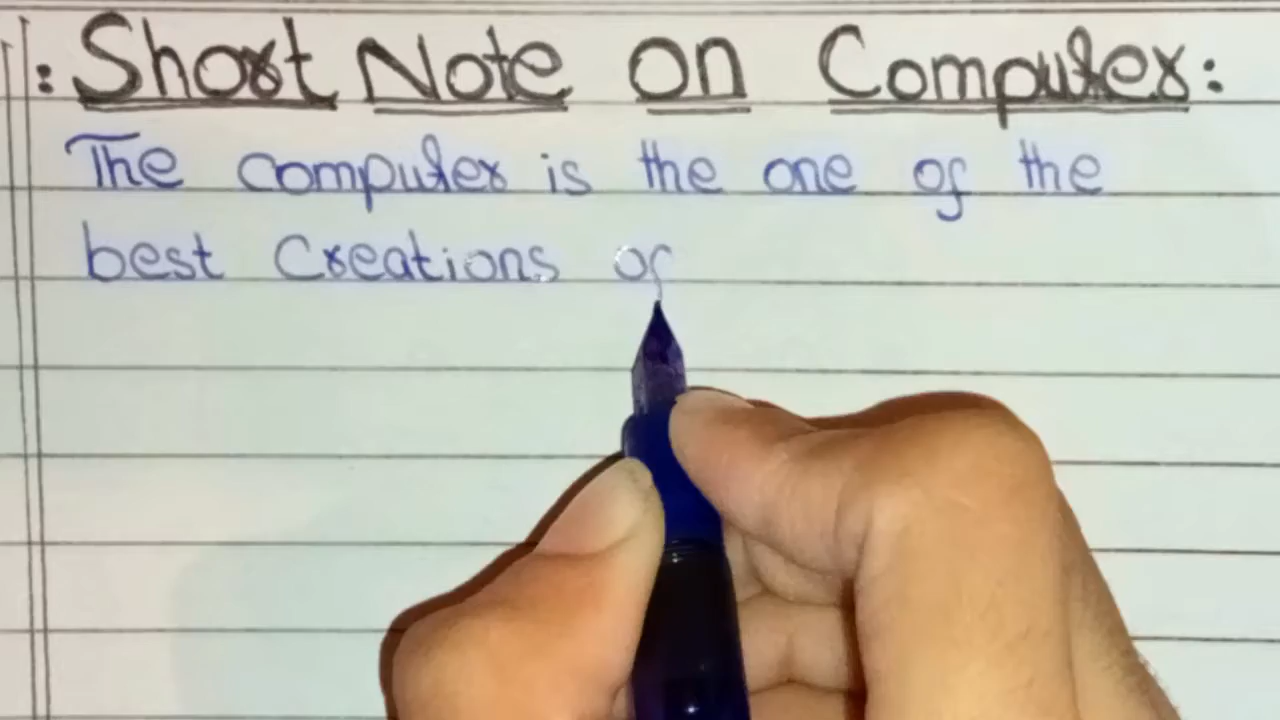 : Short Note On Computer :
The computer is the one of the
best Creations of